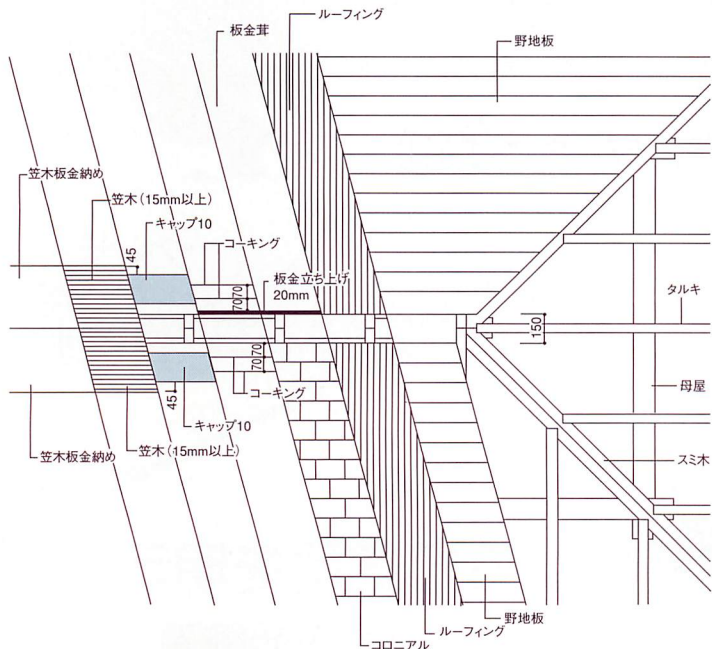 ルーフィング
板金茸
野地板
笠木板金納め
笠木（15mm以上）
キャップ10
45
コーキング
70
70
板金立ち上げ
20mm
150
タルキ
70
70
コーキング
母屋
45
キャップ10
笠木（15mm以上）
笠木板金納め
スミ木
野地板
ルーフィング
コロニアル